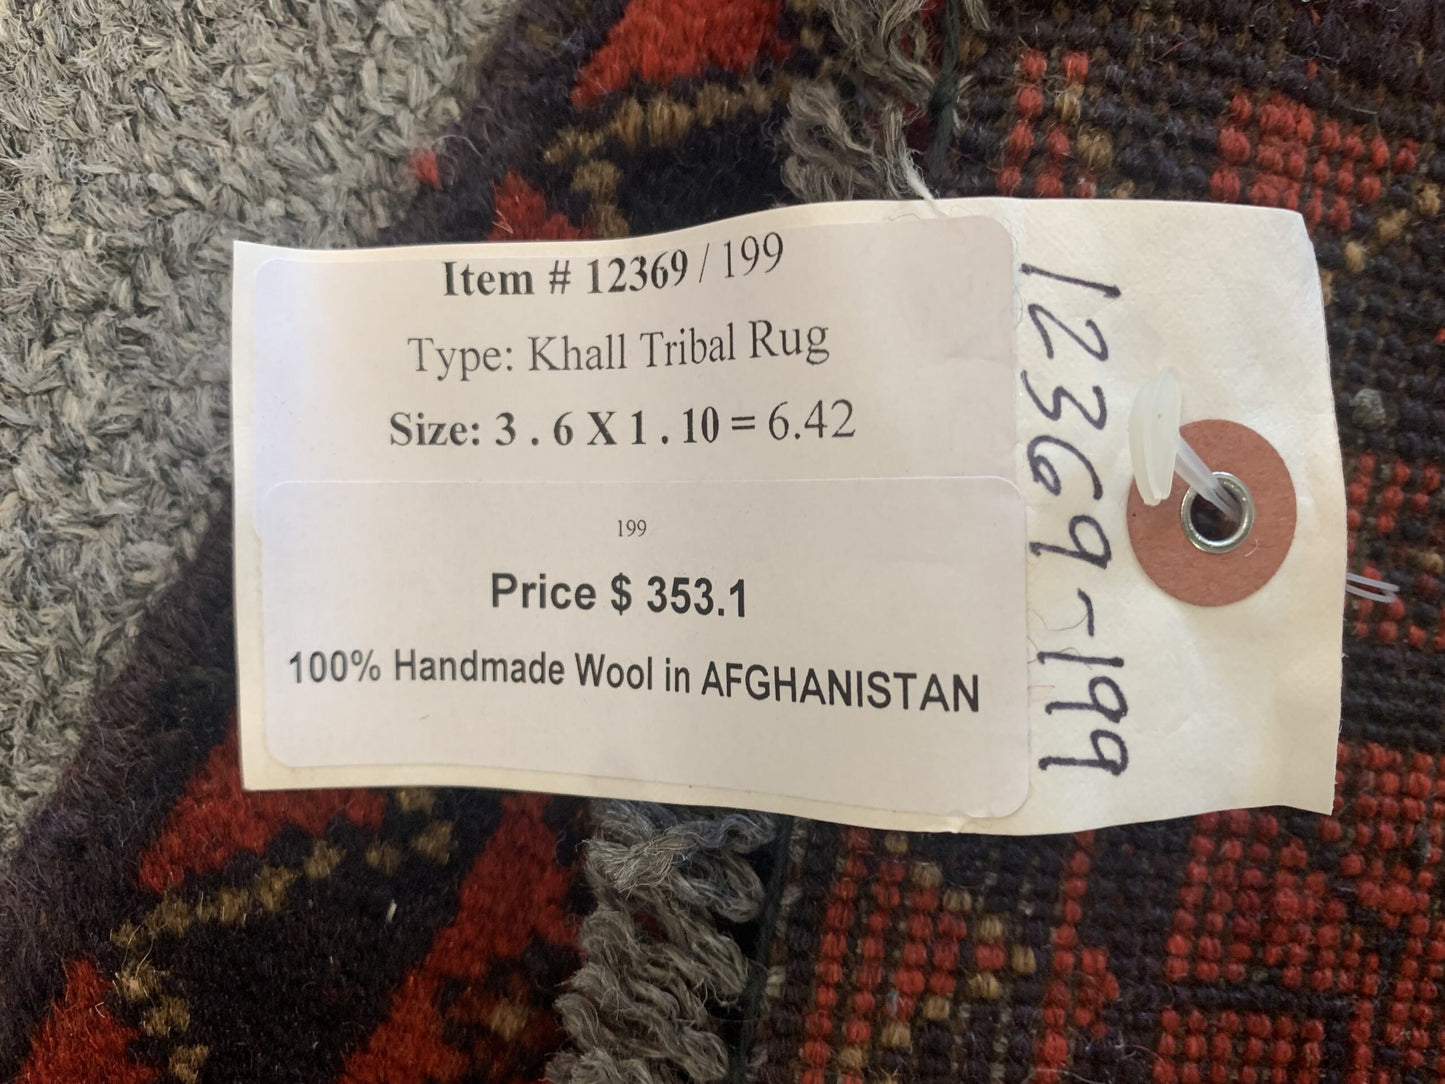 Item # 12369 / 199
Type: Khall Tribal Rug
Size: 3 . 6 X 1 . 10 = 6.42
199
Price $ 353.1
100% Handmade Wool in AFGHANISTAN
12369-199